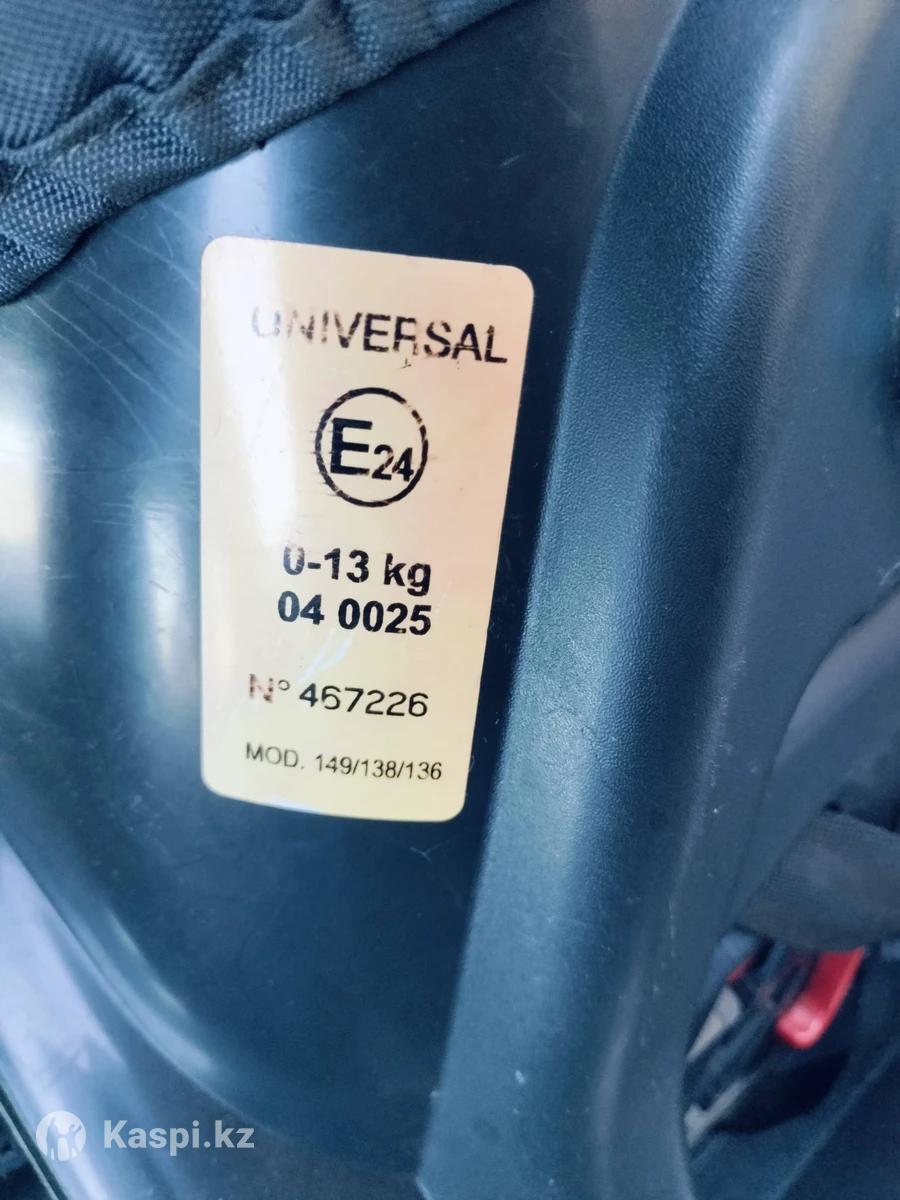 UNIVERSAL
E24
0-13 kg
04 0025
N° 467226
MOD. 149/138/136
Kaspi.kz